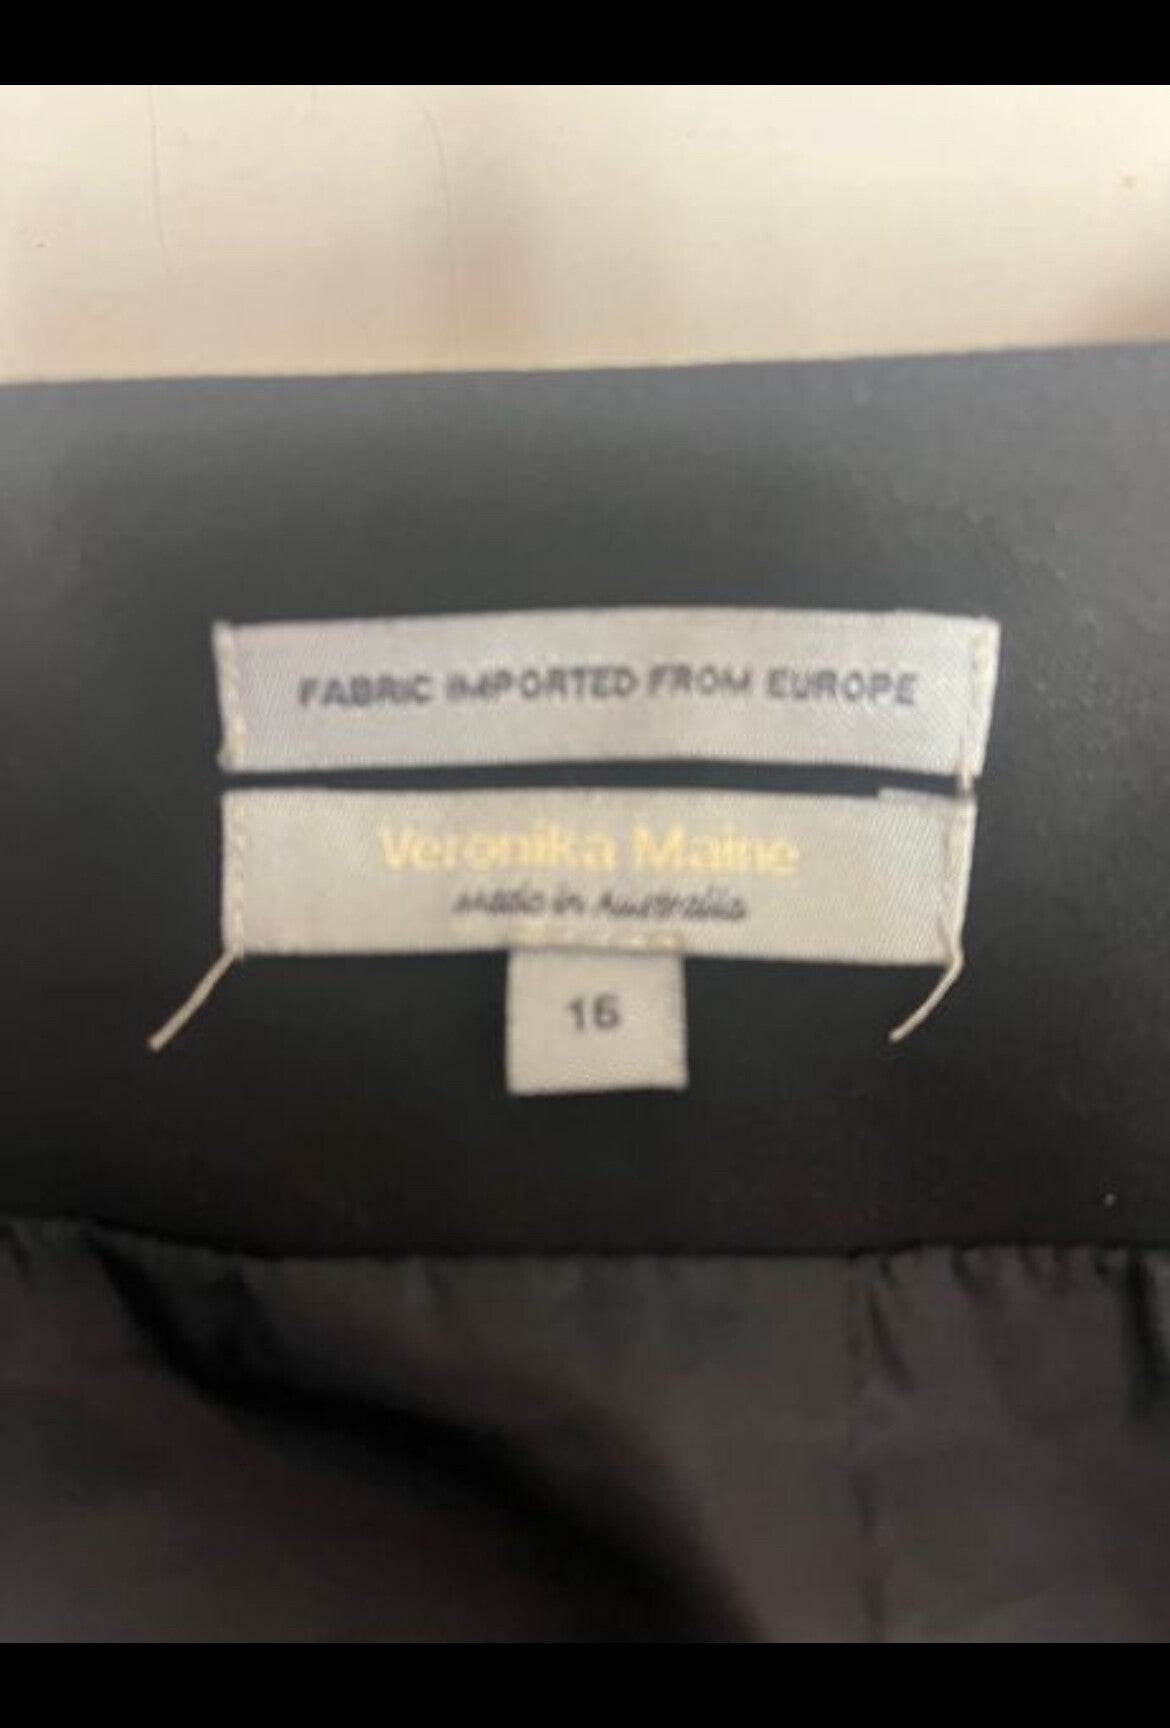 FABRIC IMPORTED FROM EUROPE
Veronika Maine
Made in Australia
16